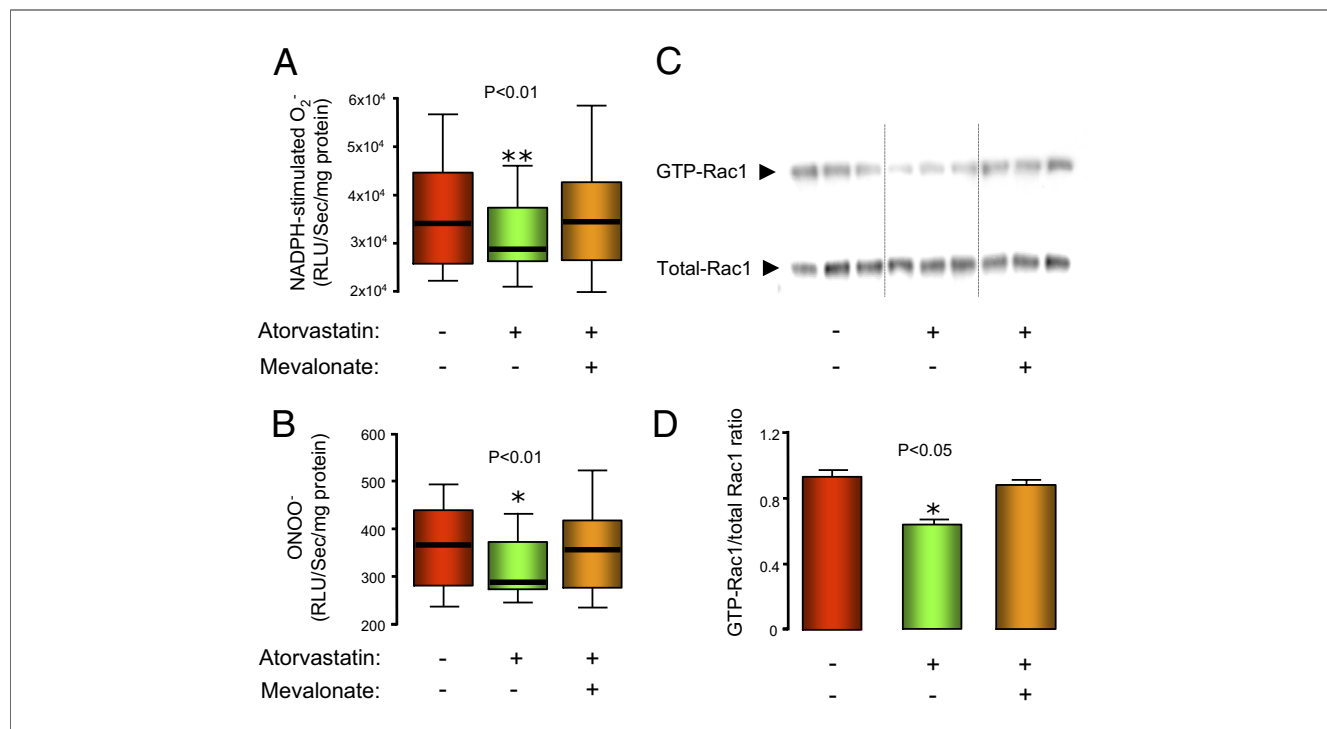 A
NADPH-stimulated O₂⁻
(RLU/Sec/mg protein)
P<0.01
6x10⁴
5x10⁴
4x10⁴
3x10⁴
2x10⁴
**
Atorvastatin: - + +
Mevalonate: - - +
C
GTP-Rac1 ►
Total-Rac1 ►
- + +
- - +
B
ONOO⁻
(RLU/Sec/mg protein)
P<0.01
600
500
400
300
200
*
Atorvastatin: - + +
Mevalonate: - - +
D
GTP-Rac1/total Rac1 ratio
P<0.05
1.2
0.8
0.4
0
*
- + +
- - +